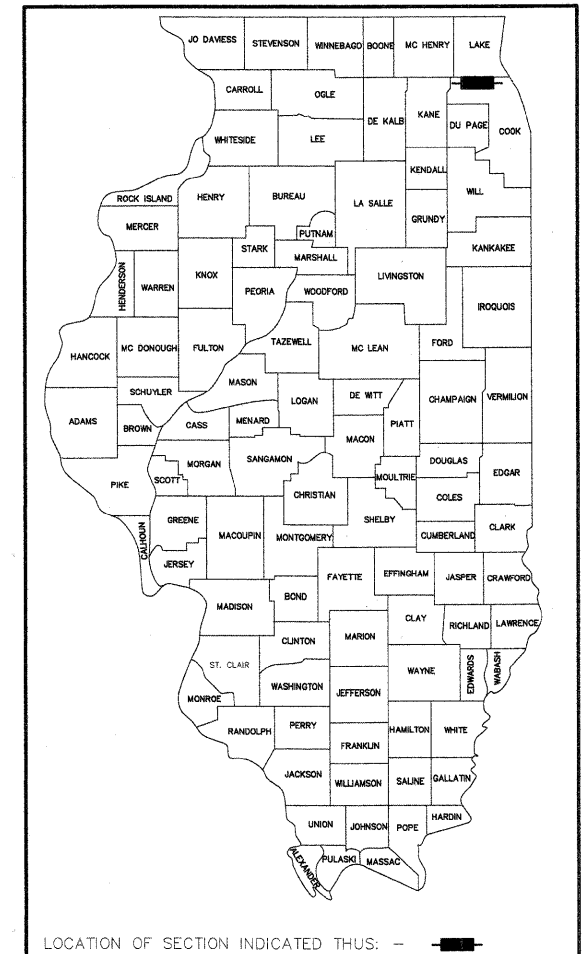 JO DAVIESS STEVENSON WINNEBAGO BOONE MC HENRY LAKE
CARROLL OGLE
DE KALB KANE DU PAGE COOK
WHITESIDE LEE
KENDALL WILL
ROCK ISLAND HENRY BUREAU LA SALLE GRUNDY
MERCER PUTNAM
STARK MARSHALL KANKAKEE
HENDERSON WARREN KNOX PEORIA WOODFORD LIVINGSTON IROQUOIS
HANCOCK MC DONOUGH FULTON TAZEWELL MC LEAN FORD
SCHUYLER MASON
ADAMS BROWN CASS MENARD LOGAN DE WITT PIATT CHAMPAIGN VERMILION
MACON
PIKE SCOTT MORGAN SANGAMON MOULTRIE DOUGLAS EDGAR
CHRISTIAN COLES
CALHOUN GREENE MACOUPIN MONTGOMERY SHELBY CUMBERLAND CLARK
JERSEY FAYETTE EFFINGHAM JASPER CRAWFORD
MADISON BOND
CLAY RICHLAND LAWRENCE
CLINTON MARION
ST. CLAIR WAYNE EDWARDS WABASH
WASHINGTON JEFFERSON
MONROE
RANDOLPH PERRY HAMILTON WHITE
FRANKLIN
JACKSON WILLIAMSON SALINE GALLATIN
UNION JOHNSON POPE HARDIN
ALEXANDER PULASKI MASSAC
LOCATION OF SECTION INDICATED THUS: -